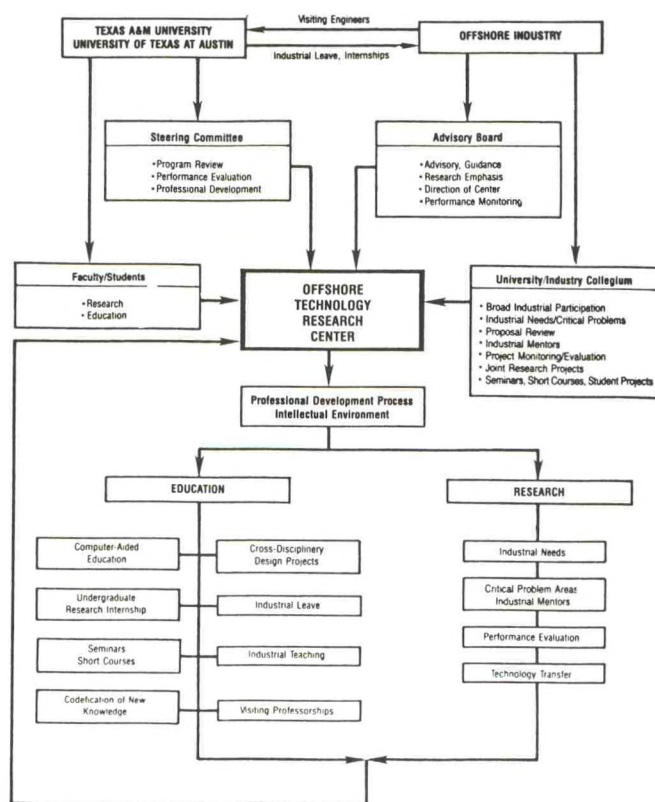 Visiting Engineers
TEXAS A&M UNIVERSITY
UNIVERSITY OF TEXAS AT AUSTIN
OFFSHORE INDUSTRY
Industrial Leave, Internships
Steering Committee
•Program Review
•Performance Evaluation
•Professional Development
Advisory Board
•Advisory, Guidance
•Research Emphasis
•Direction of Center
•Performance Monitoring
Faculty/Students
• Research
• Education
OFFSHORE
TECHNOLOGY
RESEARCH
CENTER
University/Industry Collegium
• Broad Industrial Participation
• Industrial Needs/Critical Problems
• Proposal Review
• Industrial Mentors
• Project Monitoring/Evaluation
• Joint Research Projects
• Seminars, Short Courses, Student Projects
Professional Development Process
Intellectual Environment
EDUCATION
RESEARCH
Computer-Aided
Education
Cross-Disciplinery
Design Projects
Undergraduate
Research Internship
Industrial Leave
Seminars
Short Courses
Industrial Teaching
Codification of New
Knowledge
Visiting Professorships
Industrial Needs
Critical Problem Areas
Industrial Mentors
Performance Evaluation
Technology Transfer